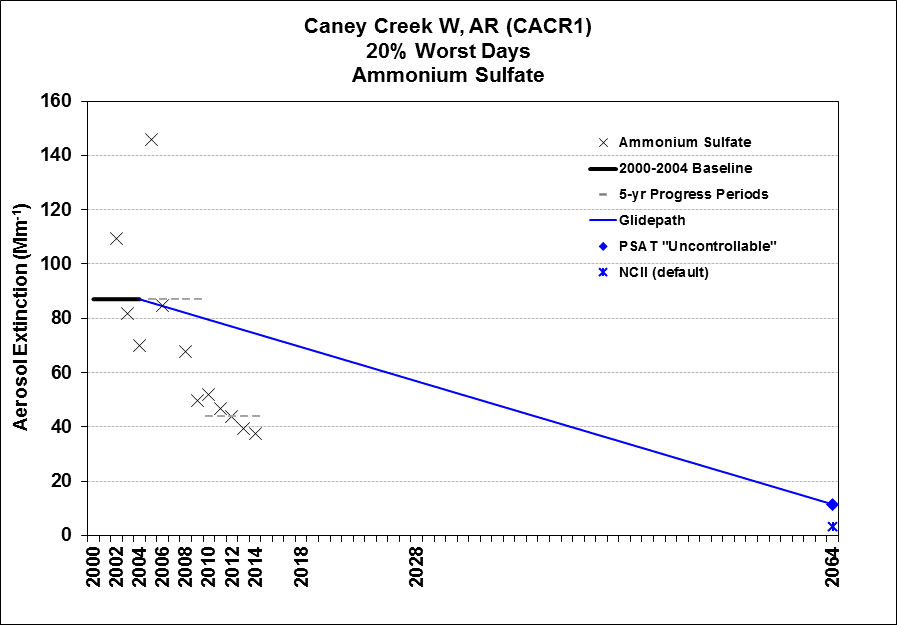 Caney Creek W, AR (CACR1)
20% Worst Days
Ammonium Sulfate
Aerosol Extinction (Mm-1)
160
140
120
100
80
60
40
20
0
Ammonium Sulfate
2000-2004 Baseline
5-yr Progress Periods
Glidepath
PSAT "Uncontrollable"
NCII (default)
2000
2002
2004
2006
2008
2010
2012
2014
2018
2028
2064